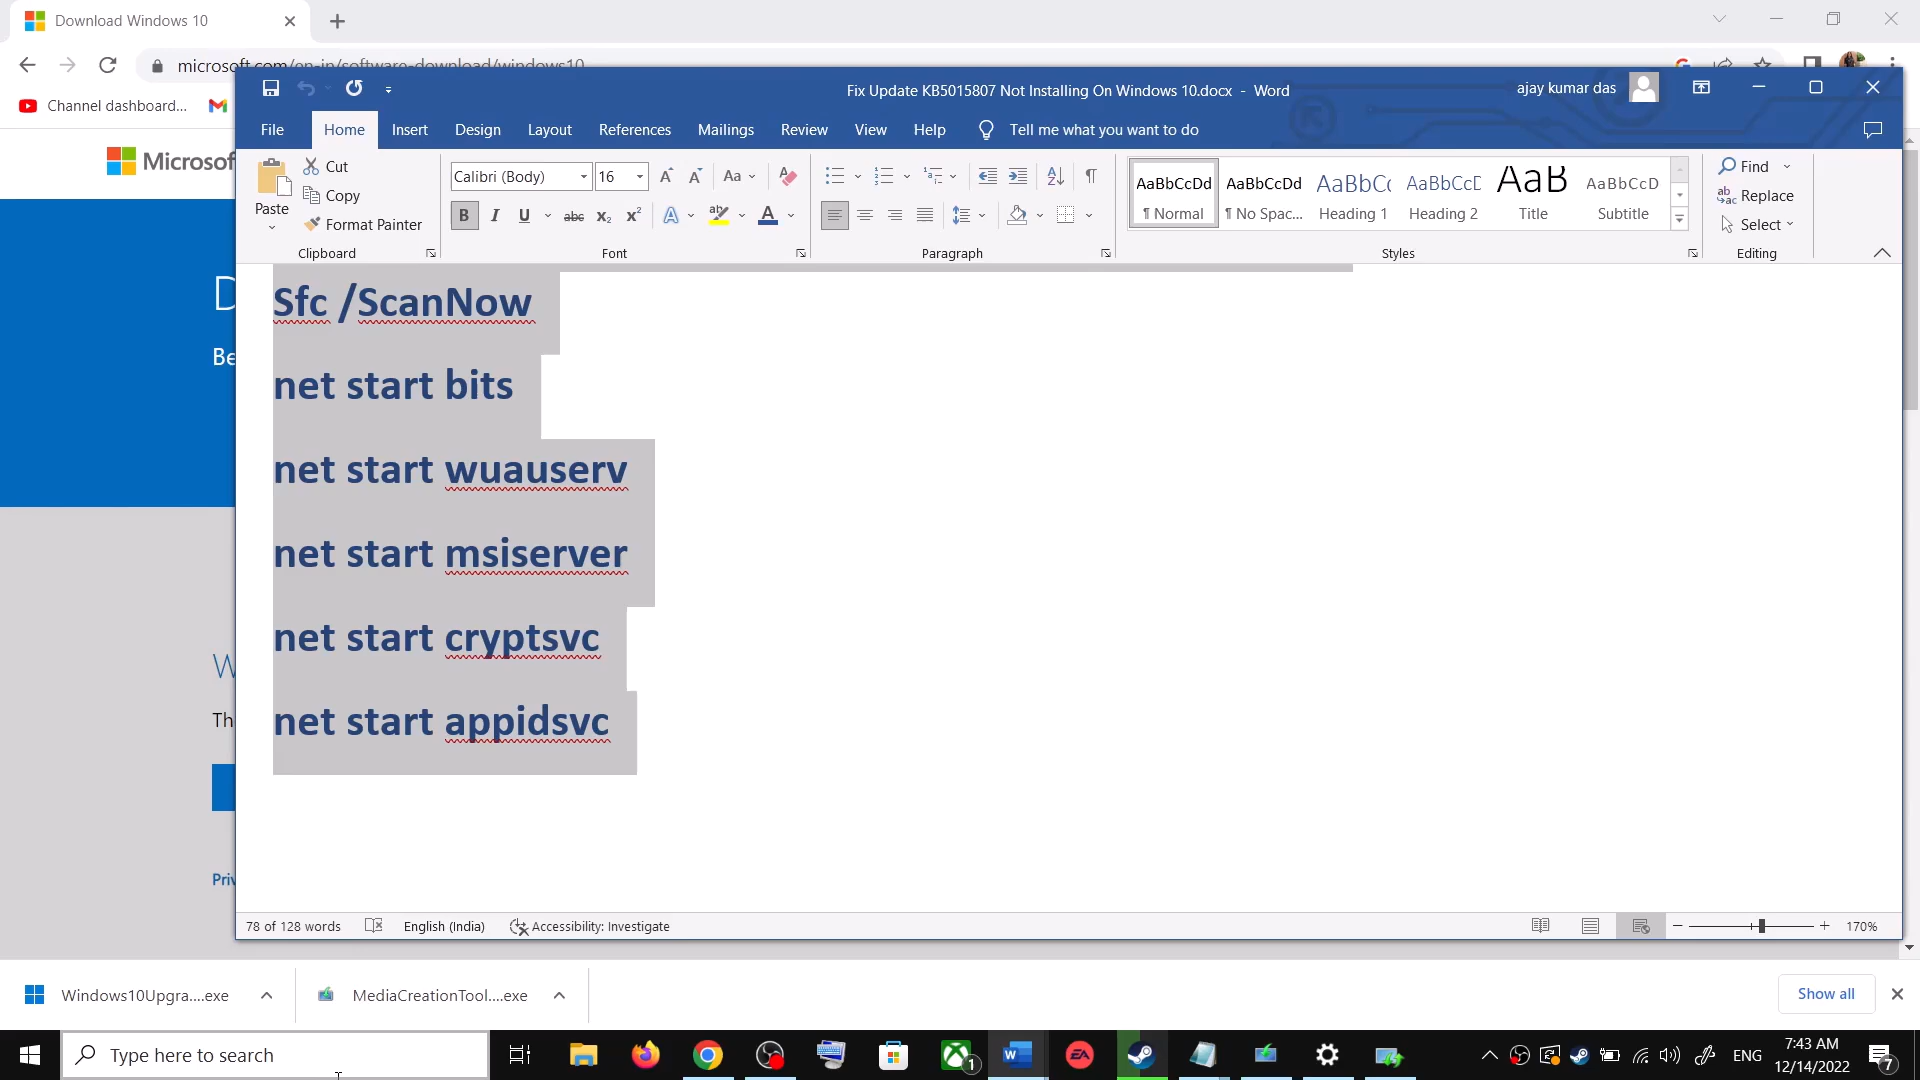 Download Windows 10
microsoft.com/en-in/software-download/windows10
Channel dashboard...
Fix Update KB5015807 Not Installing On Windows 10.docx - Word
ajay kumar das
File Home Insert Design Layout References Mailings Review View Help Tell me what you want to do
Cut
Copy
Format Painter
Paste
Calibri (Body) 16
Aa
AaBbCcDd AaBbCcDd AaBbCc AaBbCcD AaB AaBbCcD
¶ Normal ¶ No Spac... Heading 1 Heading 2 Title Subtitle
Find
Replace
Select
Clipboard Font Paragraph Styles Editing
Microsof
D
Be
W
Th
Priv
Sfc /ScanNow
net start bits
net start wuauserv
net start msiserver
net start cryptsvc
net start appidsvc
78 of 128 words English (India) Accessibility: Investigate 170%
Windows10Upgra....exe MediaCreationTool....exe Show all
Type here to search
ENG
7:43 AM
12/14/2022
7